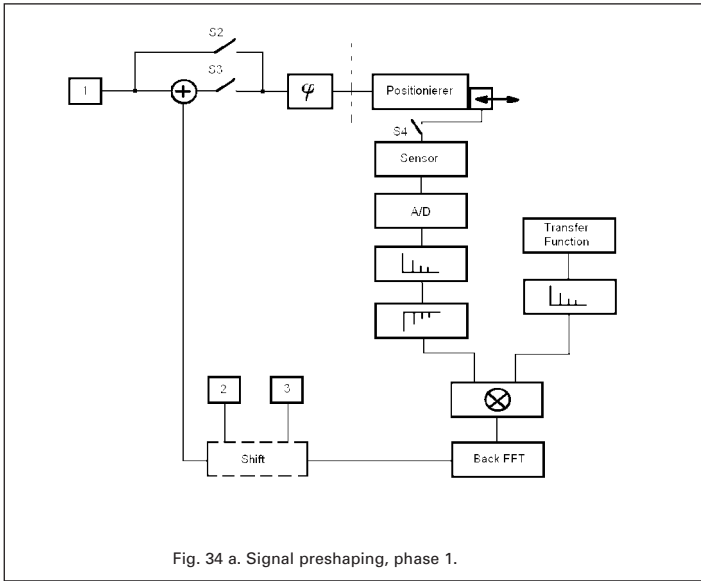 S2
S3
1
φ
Positionierer
S4
Sensor
A/D
Transfer
Function
2
3
Shift
Back FFT
Fig. 34 a. Signal preshaping, phase 1.